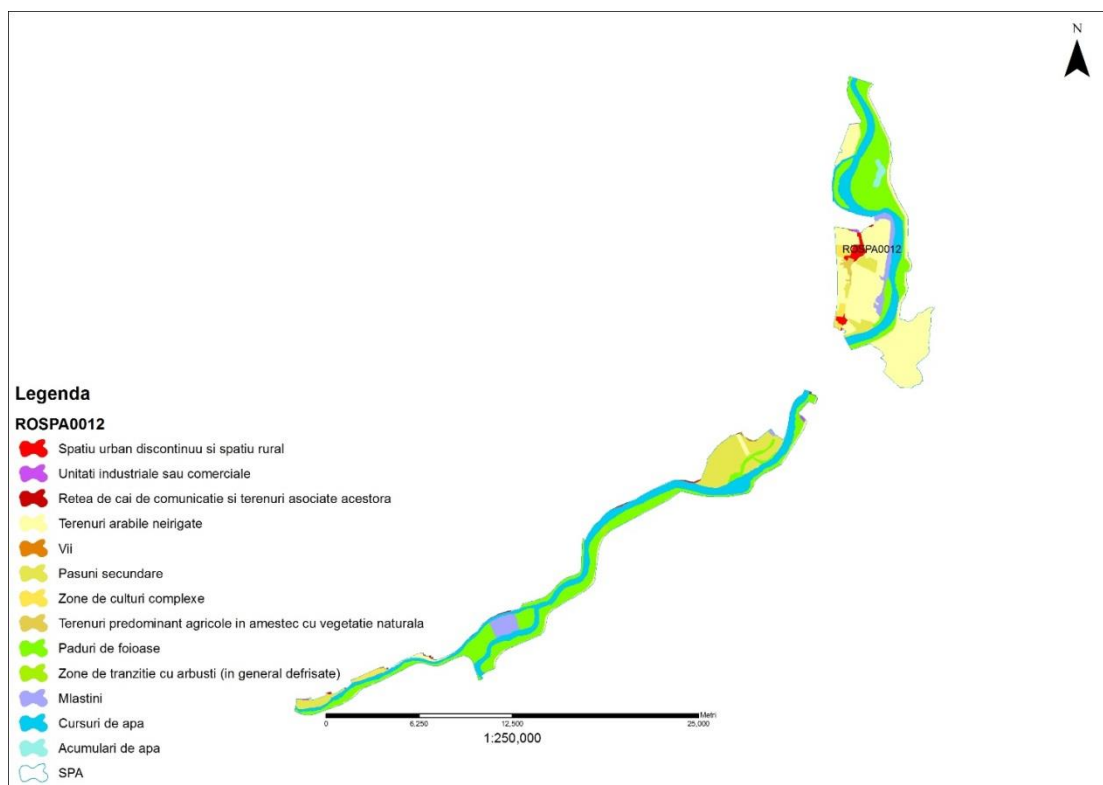 N
ROSPA0012
Legenda
ROSPA0012
Spatiu urban discontinuu si spatiu rural
Unitati industriale sau comerciale
Retea de cai de comunicatie si terenuri asociate acestora
Terenuri arabile neirigate
Vii
Pasuni secundare
Zone de culturi complexe
Terenuri predominant agricole in amestec cu vegetatie naturala
Paduri de foioase
Zone de tranzitie cu arbusti (in general defrisate)
Mlastini
Cursuri de apa
Acumulari de apa
SPA
Metri
0 6,250 12,500 25,000
1:250,000